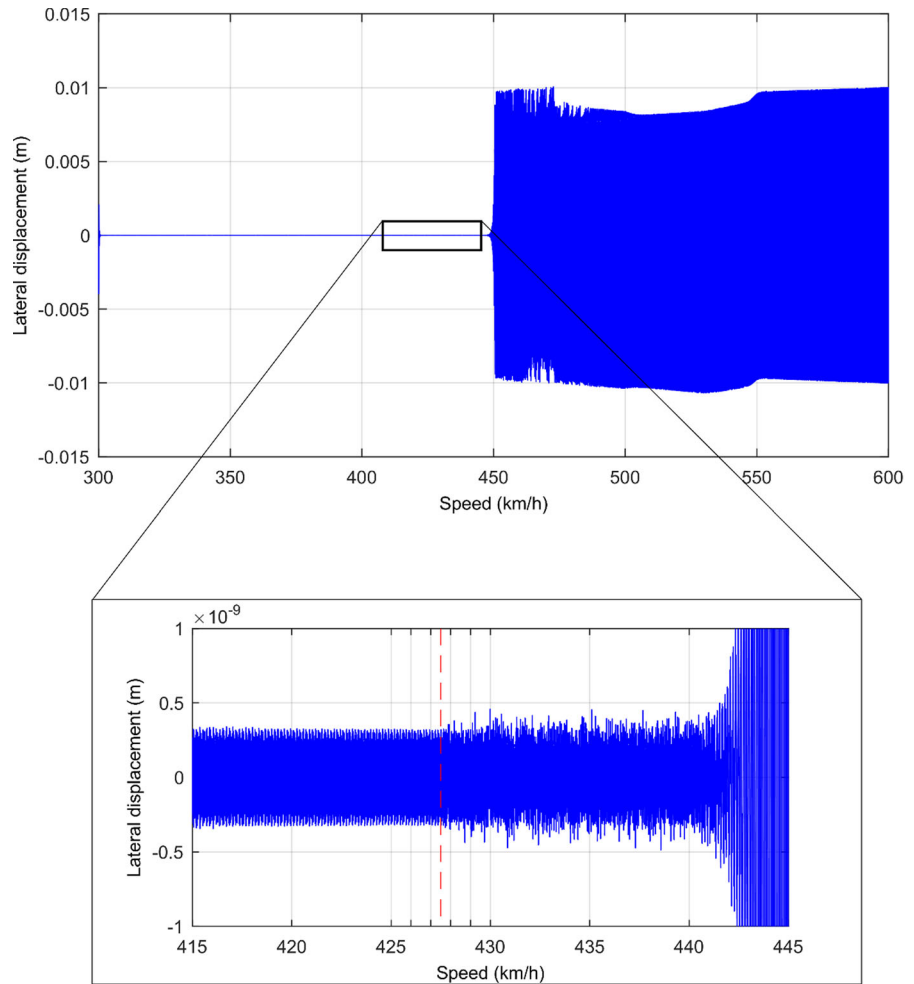 0.015
0.01
0.005
0
-0.005
-0.01
-0.015
Lateral displacement (m)
300 350 400 450 500 550 600
Speed (km/h)
×10⁻⁹
1
0.5
0
-0.5
-1
Lateral displacement (m)
415 420 425 430 435 440 445
Speed (km/h)